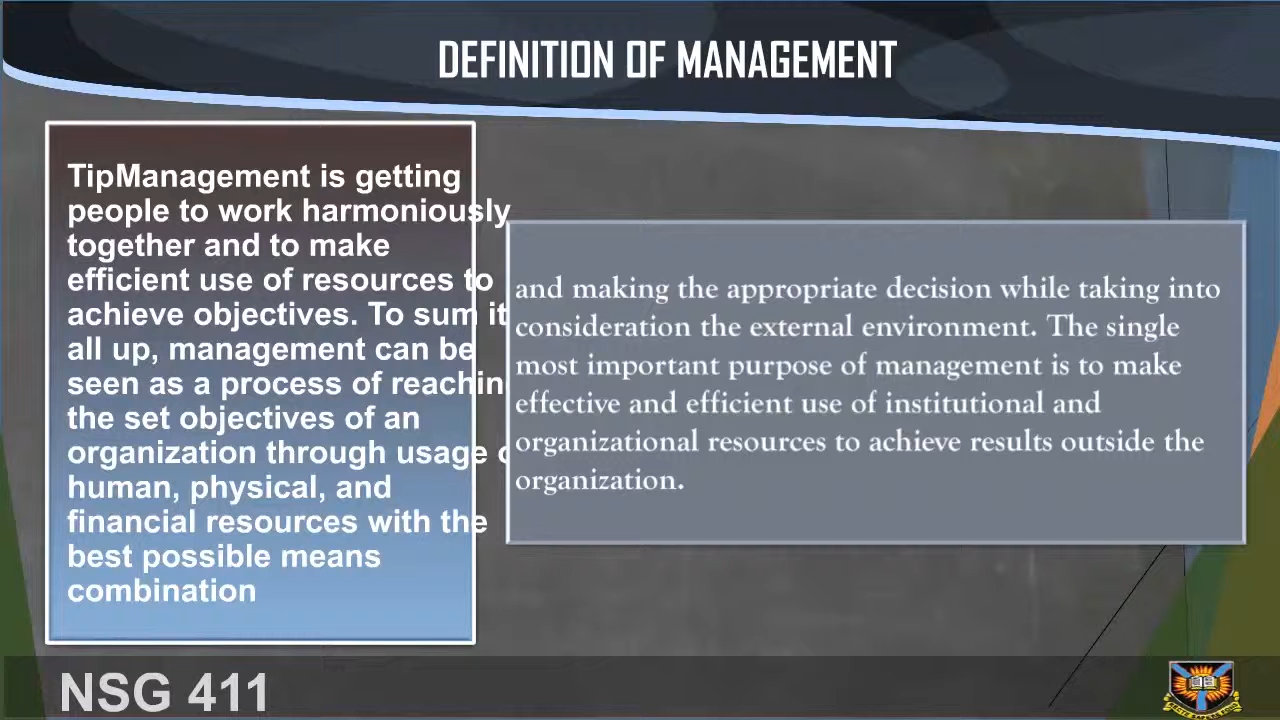 DEFINITION OF MANAGEMENT
TipManagement is getting
people to work harmoniously
together and to make
efficient use of resources to
achieve objectives. To sum it
all up, management can be
seen as a process of reachin
the set objectives of an
organization through usage
human, physical, and
financial resources with the
best possible means
combination
and making the appropriate decision while taking into
consideration the external environment. The single
most important purpose of management is to make
effective and efficient use of institutional and
organizational resources to achieve results outside the
organization.
NSG 411